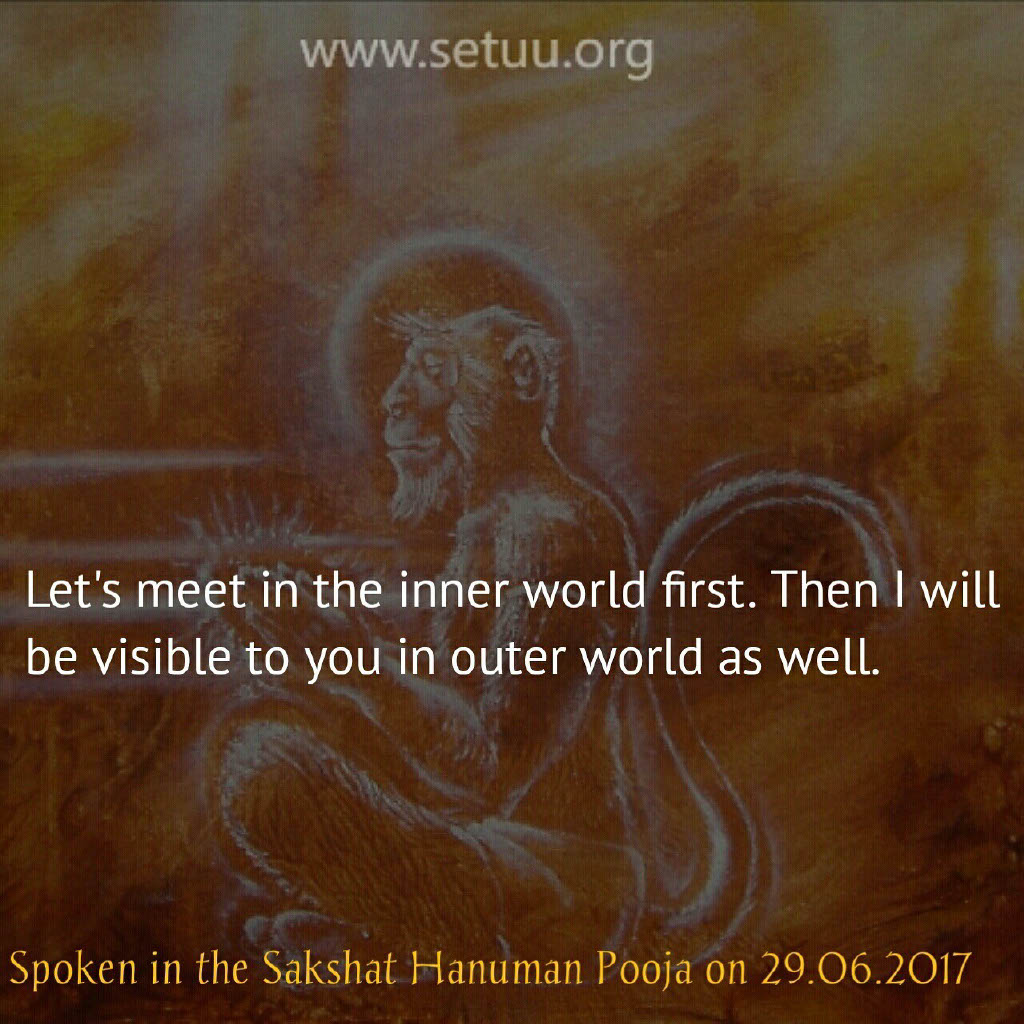 www.setuu.org
Let's meet in the inner world first. Then I will
be visible to you in outer world as well.
Spoken in the Sakshat Hanuman Pooja on 29.06.2017